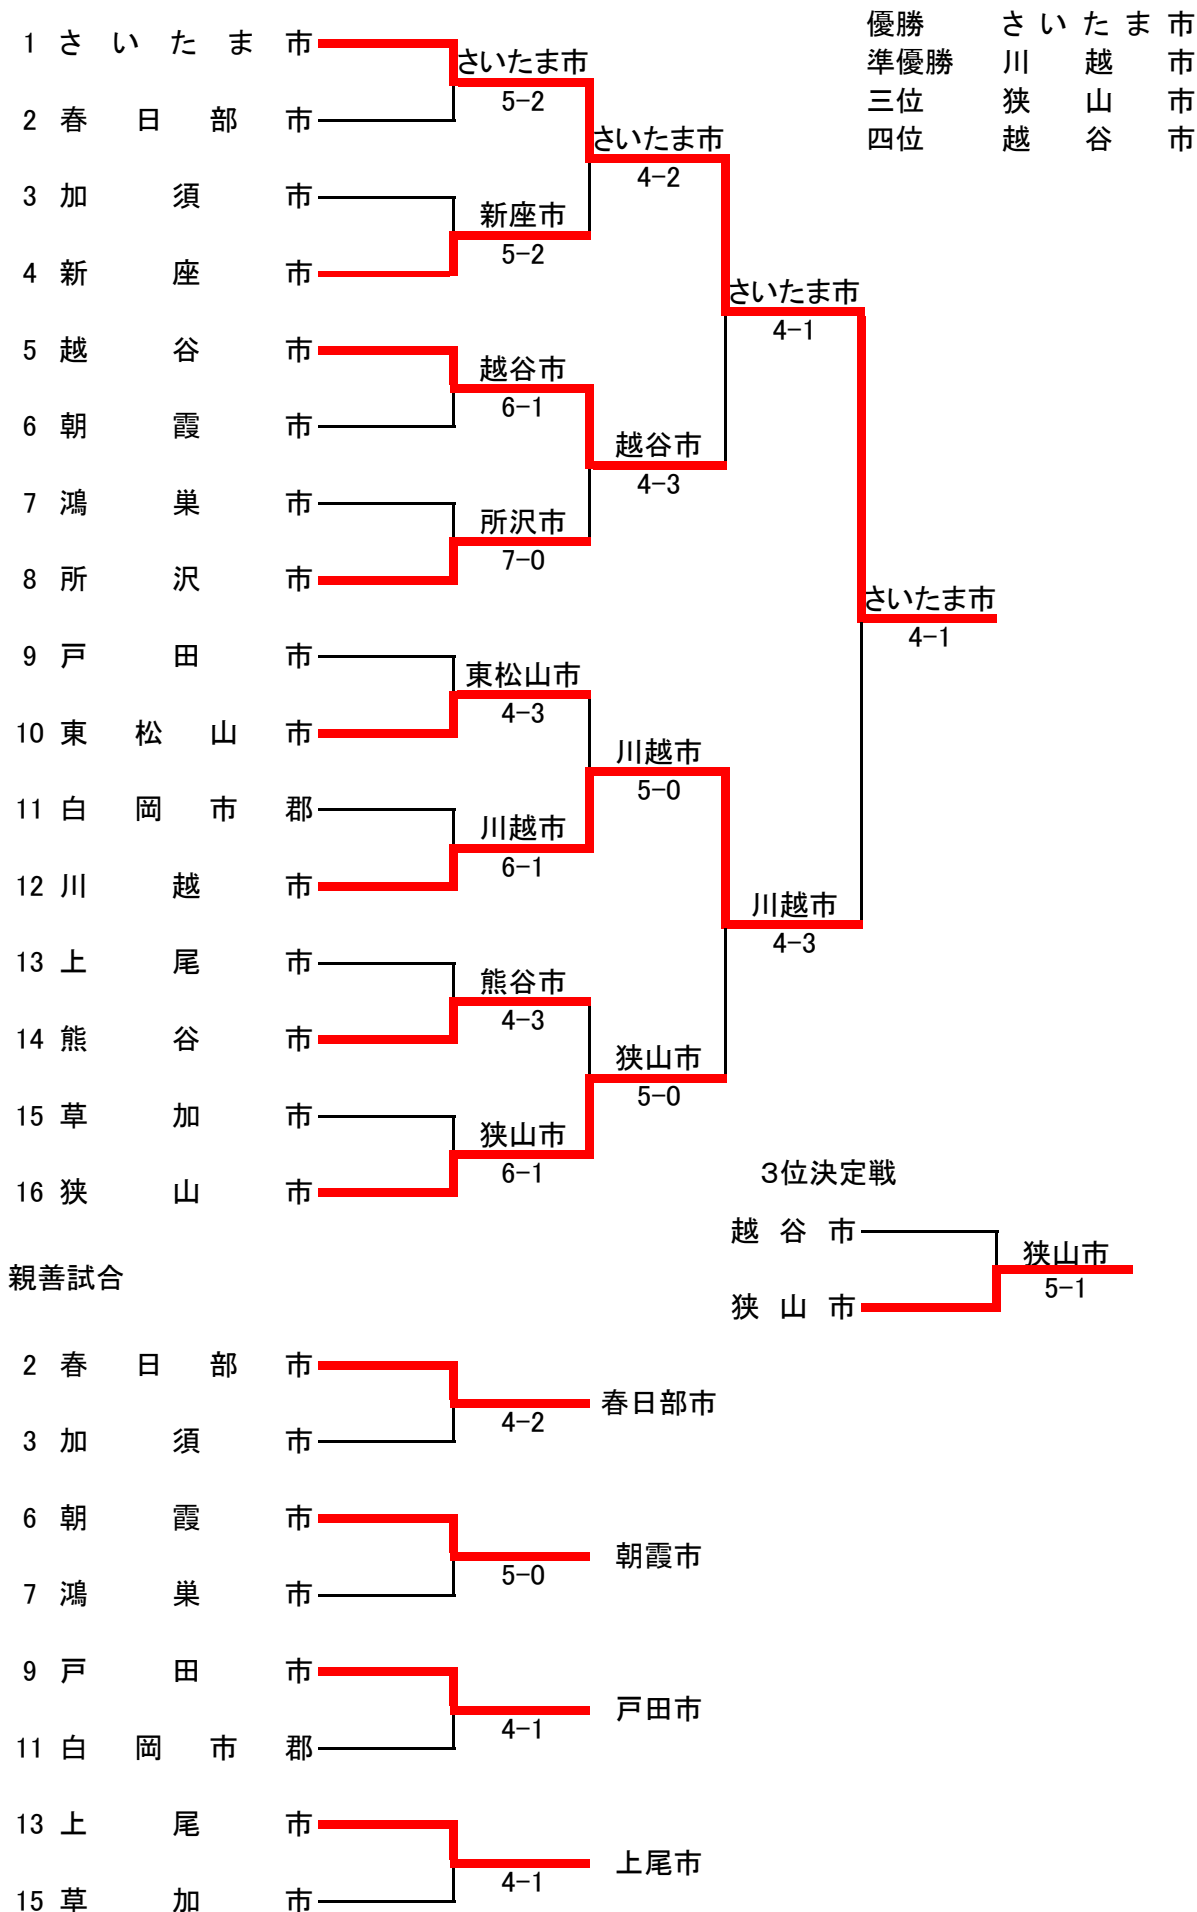 優勝 さいたま市
準優勝 川越市
三位 狭山市
四位 越谷市
1 さいたま市
さいたま市
5-2
2 春日部市
さいたま市
4-2
3 加須市
新座市
5-2
4 新座市
さいたま市
4-1
5 越谷市
越谷市
6-1
6 朝霞市
越谷市
4-3
7 鴻巣市
所沢市
7-0
8 所沢市
さいたま市
4-1
9 戸田市
東松山市
4-3
10 東松山市
川越市
5-0
11 白岡市郡
川越市
6-1
12 川越市
川越市
4-3
13 上尾市
熊谷市
4-3
14 熊谷市
狭山市
5-0
15 草加市
狭山市
6-1
16 狭山市
3位決定戦
越谷市
狭山市
5-1
狭山市
親善試合
2 春日部市
春日部市
4-2
3 加須市
6 朝霞市
朝霞市
5-0
7 鴻巣市
9 戸田市
戸田市
4-1
11 白岡市郡
13 上尾市
上尾市
4-1
15 草加市